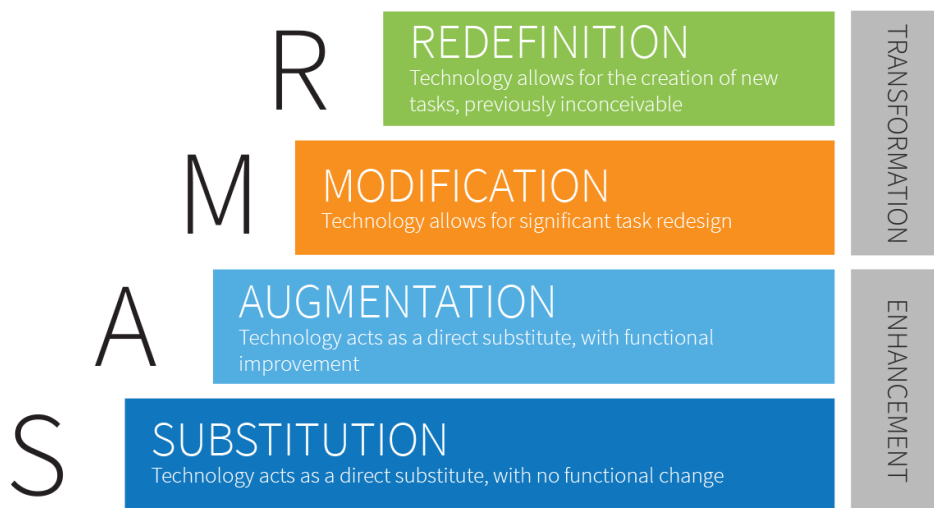 R
REDEFINITION
Technology allows for the creation of new
tasks, previously inconceivable
TRANSFORMATION
M
MODIFICATION
Technology allows for significant task redesign
A
AUGMENTATION
Technology acts as a direct substitute, with functional
improvement
ENHANCEMENT
S
SUBSTITUTION
Technology acts as a direct substitute, with no functional change